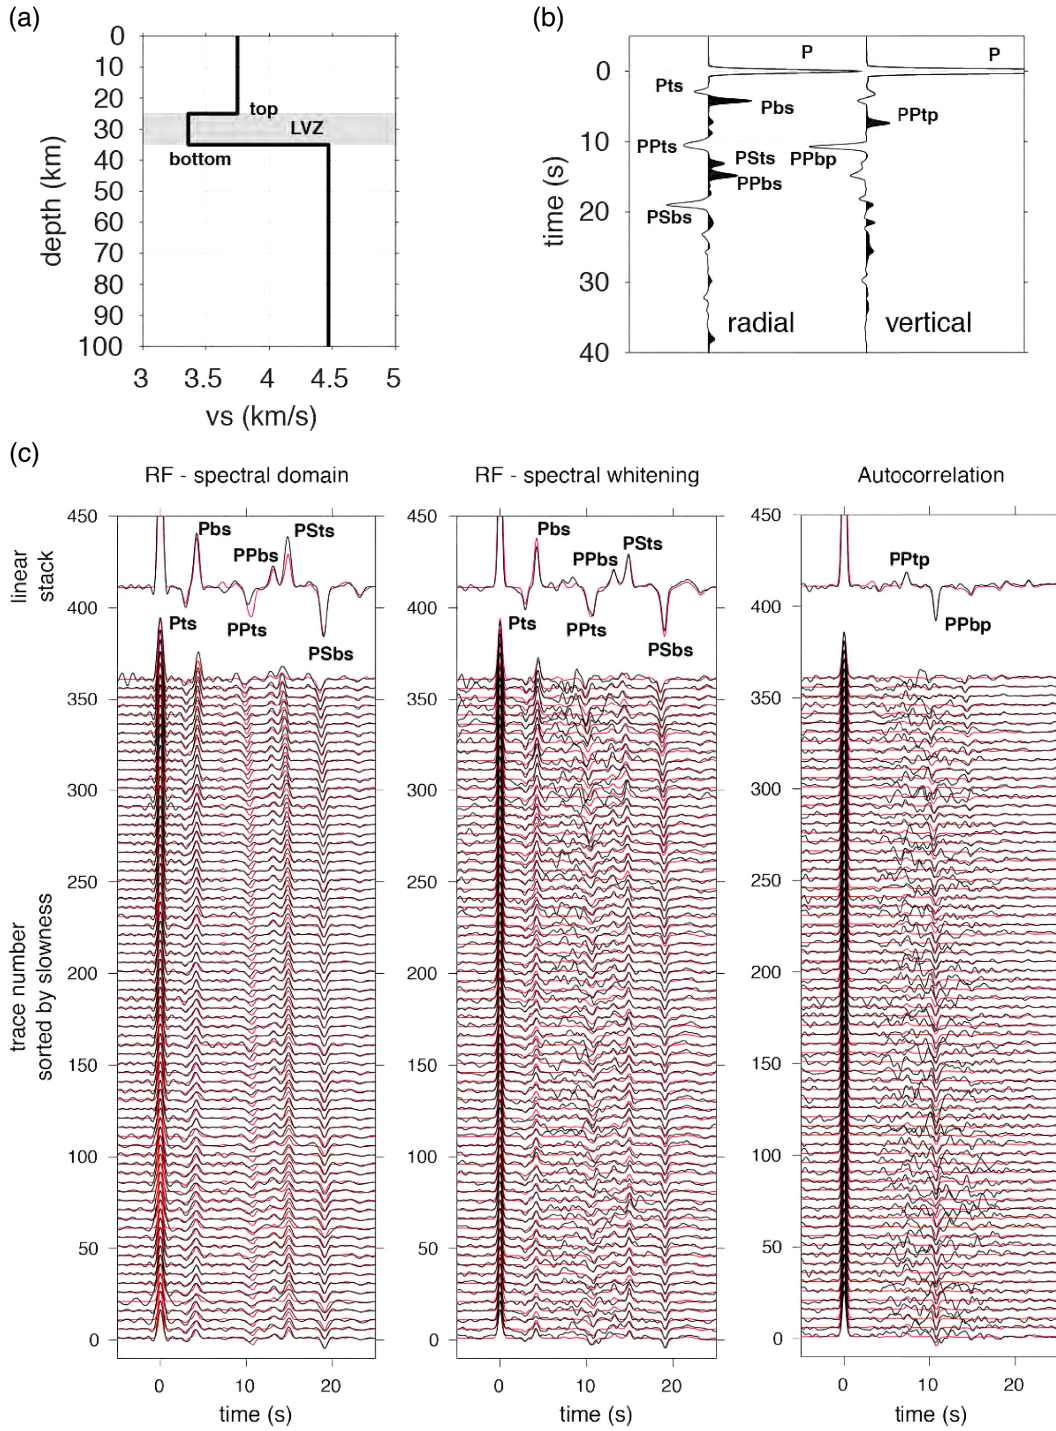 (a)
0
10
20
30
40
50
60
70
80
90
100
depth (km)
top
LVZ
bottom
3 3.5 4 4.5 5
vs (km/s)
(b)
0
10
20
30
40
time (s)
P
P
Pts
Pbs
PPtp
PPts
PSts
PPbp
PPbs
PSbs
radial
vertical
(c)
RF - spectral domain
RF - spectral whitening
Autocorrelation
linear
stack
trace number
sorted by slowness
450
400
350
300
250
200
150
100
50
0
Pbs
PSts
PPbs
Pts
PPts
PSbs
0 10 20
time (s)
450
400
350
300
250
200
150
100
50
0
Pbs
PSts
PPbs
Pts
PPts
PSbs
0 10 20
time (s)
450
400
350
300
250
200
150
100
50
0
PPtp
PPbp
0 10 20
time (s)